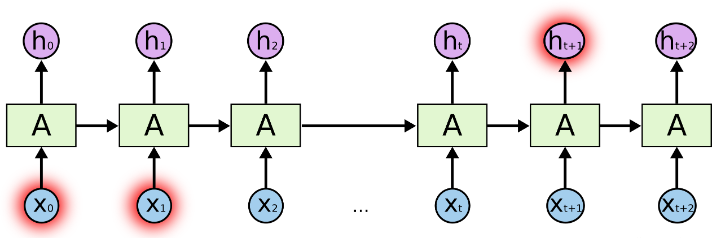 h₀ h₁ h₂ hₜ hₜ₊₁ hₜ₊₂
A A A A A A
x₀ x₁ x₂ ... xₜ xₜ₊₁ xₜ₊₂